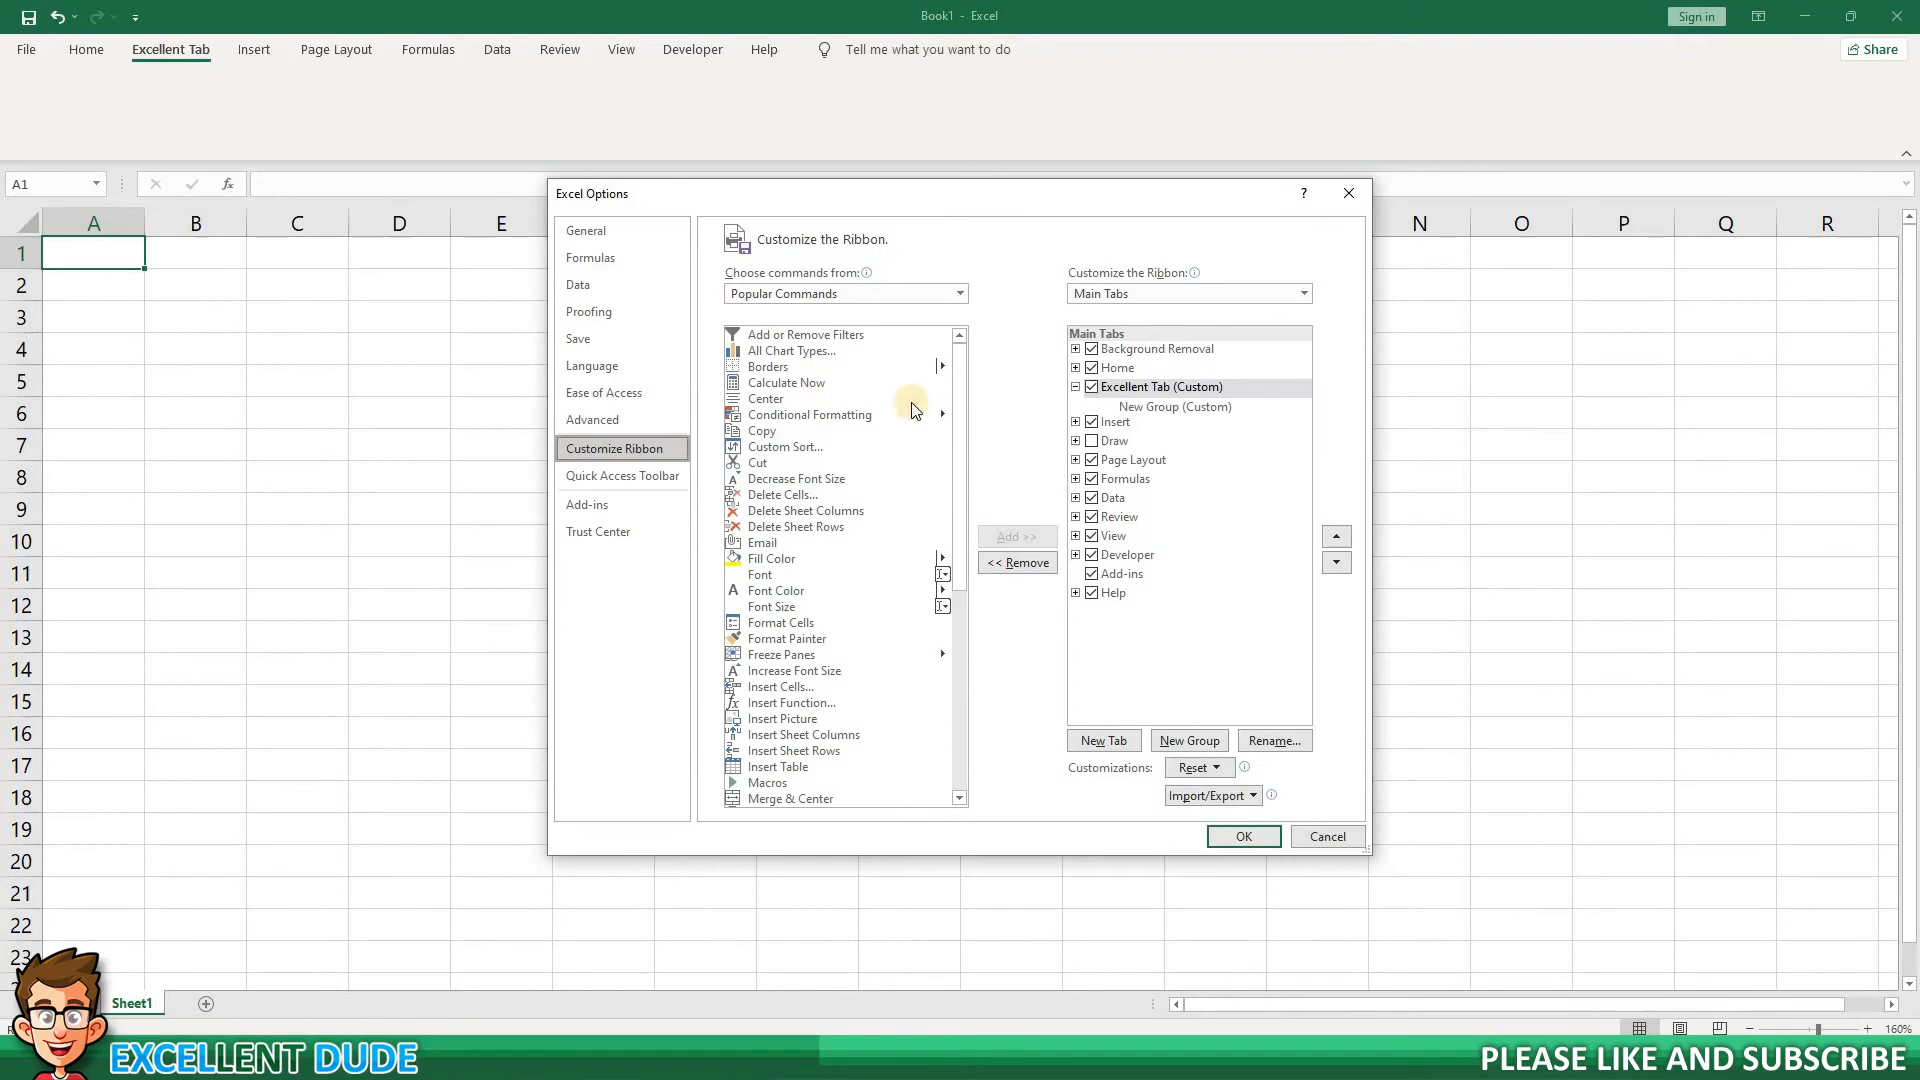 Book1 - Excel
Sign in
File Home Excellent Tab Insert Page Layout Formulas Data Review View Developer Help Tell me what you want to do Share
A1 fx
A B C D E N O P Q R
1
2
3
4
5
6
7
8
9
10
11
12
13
14
15
16
17
18
19
20
21
22
23
Excel Options ?
General
Formulas
Data
Proofing
Save
Language
Ease of Access
Advanced
Customize Ribbon
Quick Access Toolbar
Add-ins
Trust Center
Customize the Ribbon.
Choose commands from:
Popular Commands
Add or Remove Filters
All Chart Types...
Borders
Calculate Now
Center
Conditional Formatting
Copy
Custom Sort...
Cut
Decrease Font Size
Delete Cells...
Delete Sheet Columns
Delete Sheet Rows
Email
Fill Color
Font
Font Color
Font Size
Format Cells
Format Painter
Freeze Panes
Increase Font Size
Insert Cells...
Insert Function...
Insert Picture
Insert Sheet Columns
Insert Sheet Rows
Insert Table
Macros
Merge & Center
Add >>
<< Remove
Customize the Ribbon:
Main Tabs
Main Tabs
Background Removal
Home
Excellent Tab (Custom)
New Group (Custom)
Insert
Draw
Page Layout
Formulas
Data
Review
View
Developer
Add-ins
Help
New Tab New Group Rename...
Customizations: Reset
Import/Export
OK Cancel
Sheet1
160%
EXCELLENT DUDE
PLEASE LIKE AND SUBSCRIBE